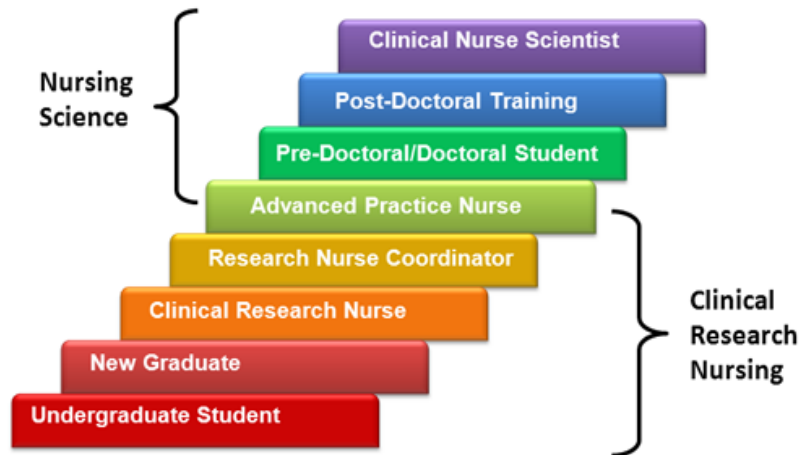 Nursing
Science
Clinical Nurse Scientist
Post-Doctoral Training
Pre-Doctoral/Doctoral Student
Advanced Practice Nurse
Research Nurse Coordinator
Clinical Research Nurse
New Graduate
Undergraduate Student
Clinical
Research
Nursing